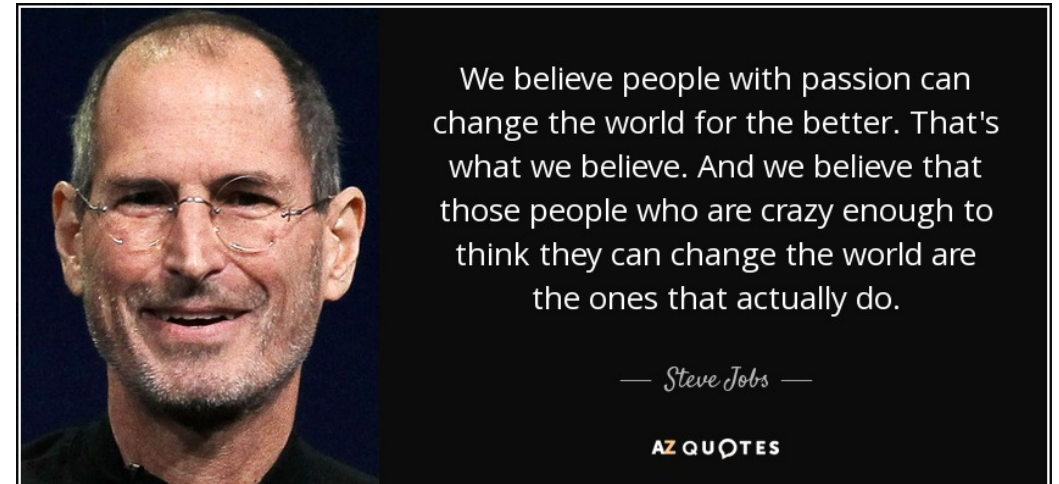 We believe people with passion can
change the world for the better. That's
what we believe. And we believe that
those people who are crazy enough to
think they can change the world are
the ones that actually do.
— Steve Jobs —
AZ QUOTES